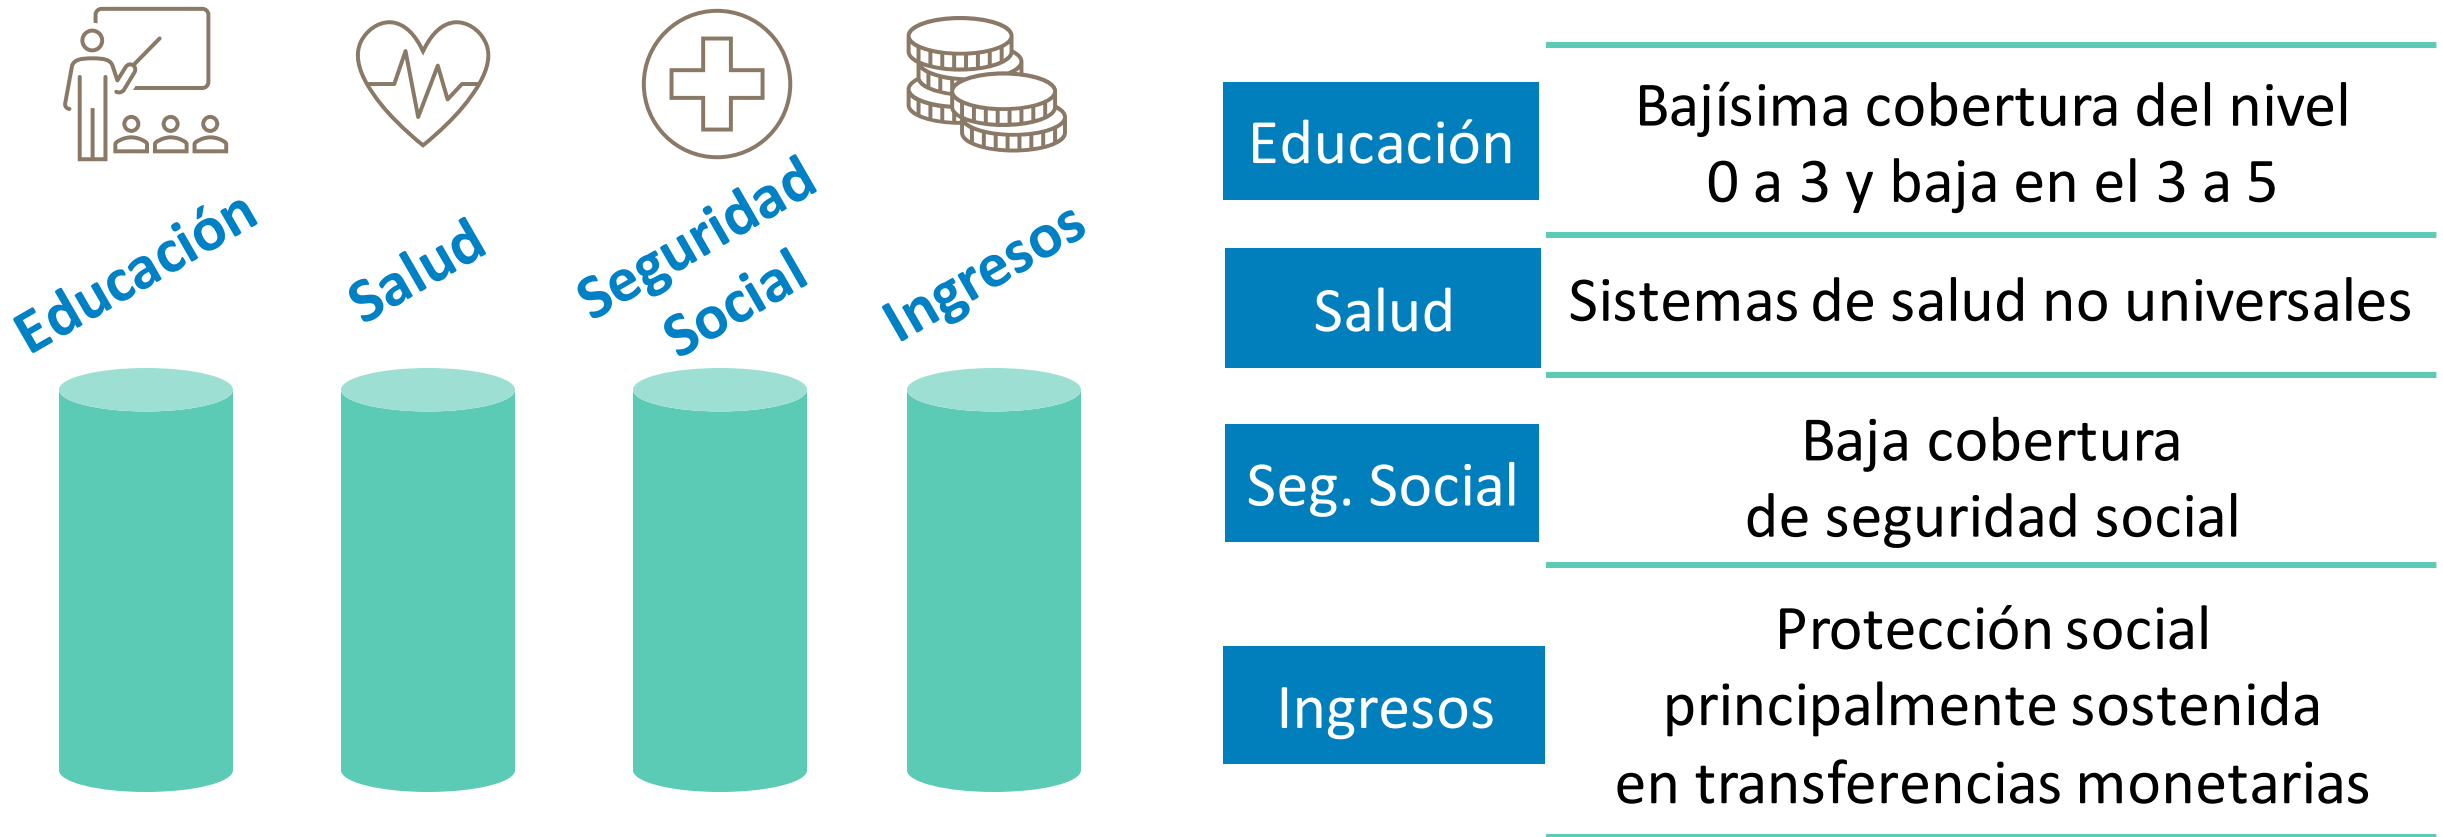 Educación
Salud
Seguridad
Social
Ingresos
Educación
Bajísima cobertura del nivel
0 a 3 y baja en el 3 a 5
Salud
Sistemas de salud no universales
Seg. Social
Baja cobertura
de seguridad social
Ingresos
Protección social
principalmente sostenida
en transferencias monetarias